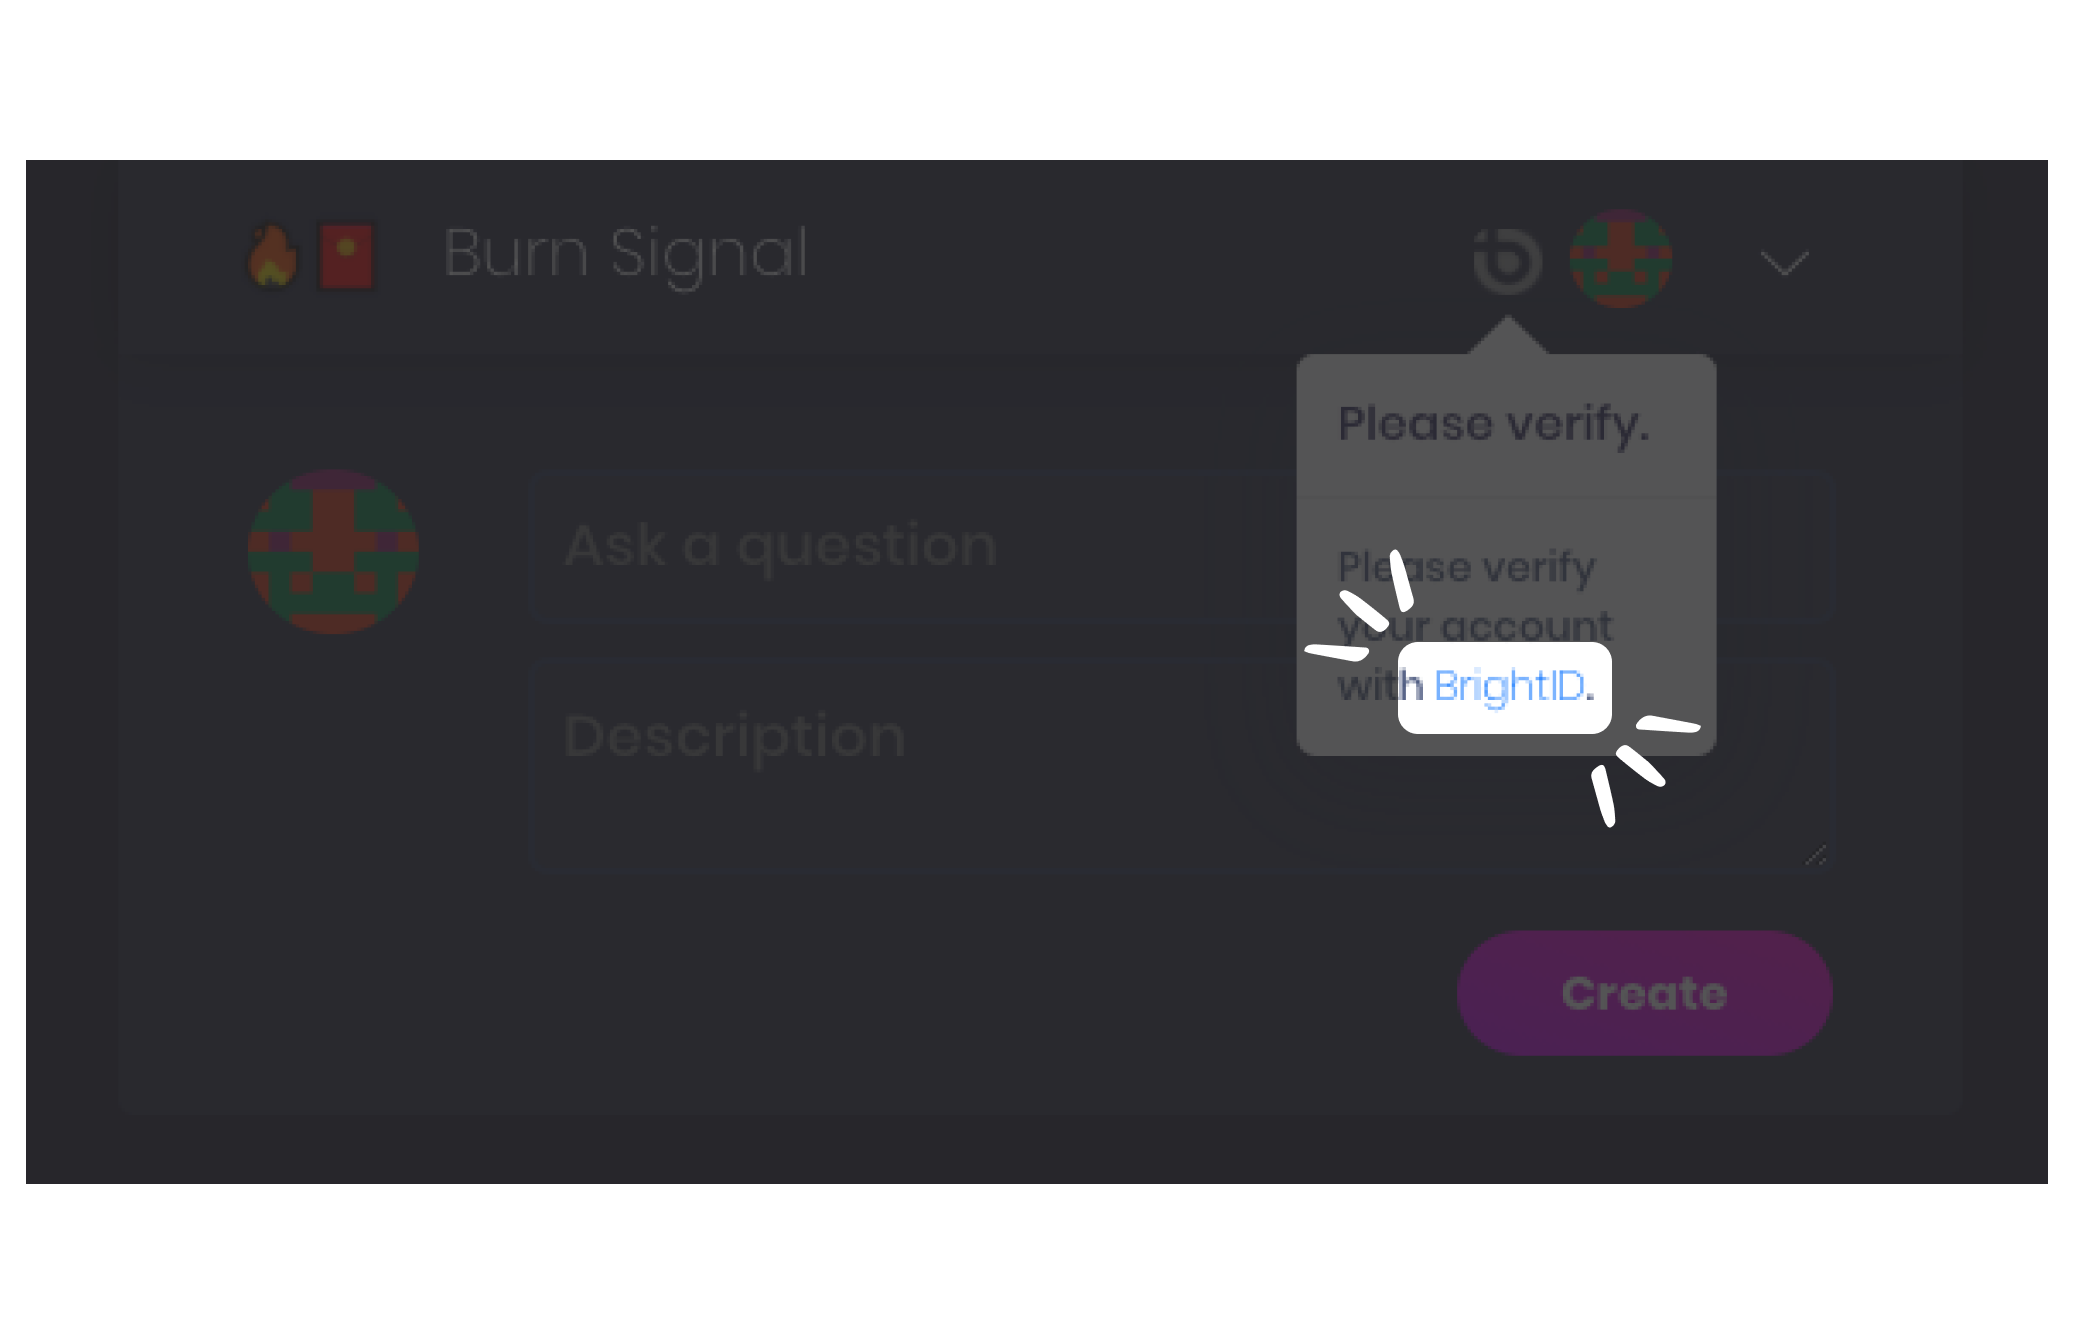 Burn Signal
Please verify.
Please verify
your account
with BrightID.
Ask a question
Description
Create